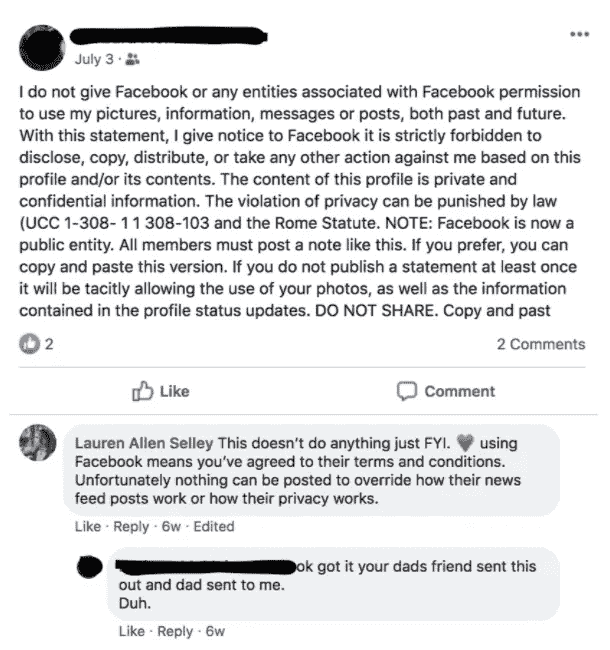 July 3 ·
I do not give Facebook or any entities associated with Facebook permission
to use my pictures, information, messages or posts, both past and future.
With this statement, I give notice to Facebook it is strictly forbidden to
disclose, copy, distribute, or take any other action against me based on this
profile and/or its contents. The content of this profile is private and
confidential information. The violation of privacy can be punished by law
(UCC 1-308- 1 1 308-103 and the Rome Statute. NOTE: Facebook is now a
public entity. All members must post a note like this. If you prefer, you can
copy and paste this version. If you do not publish a statement at least once
it will be tacitly allowing the use of your photos, as well as the information
contained in the profile status updates. DO NOT SHARE. Copy and past
2
2 Comments
Like
Comment
Lauren Allen Selley This doesn't do anything just FYI. 🖤 using
Facebook means you've agreed to their terms and conditions.
Unfortunately nothing can be posted to override how their news
feed posts work or how their privacy works.
Like · Reply · 6w · Edited
ok got it your dads friend sent this
out and dad sent to me.
Duh.
Like · Reply · 6w